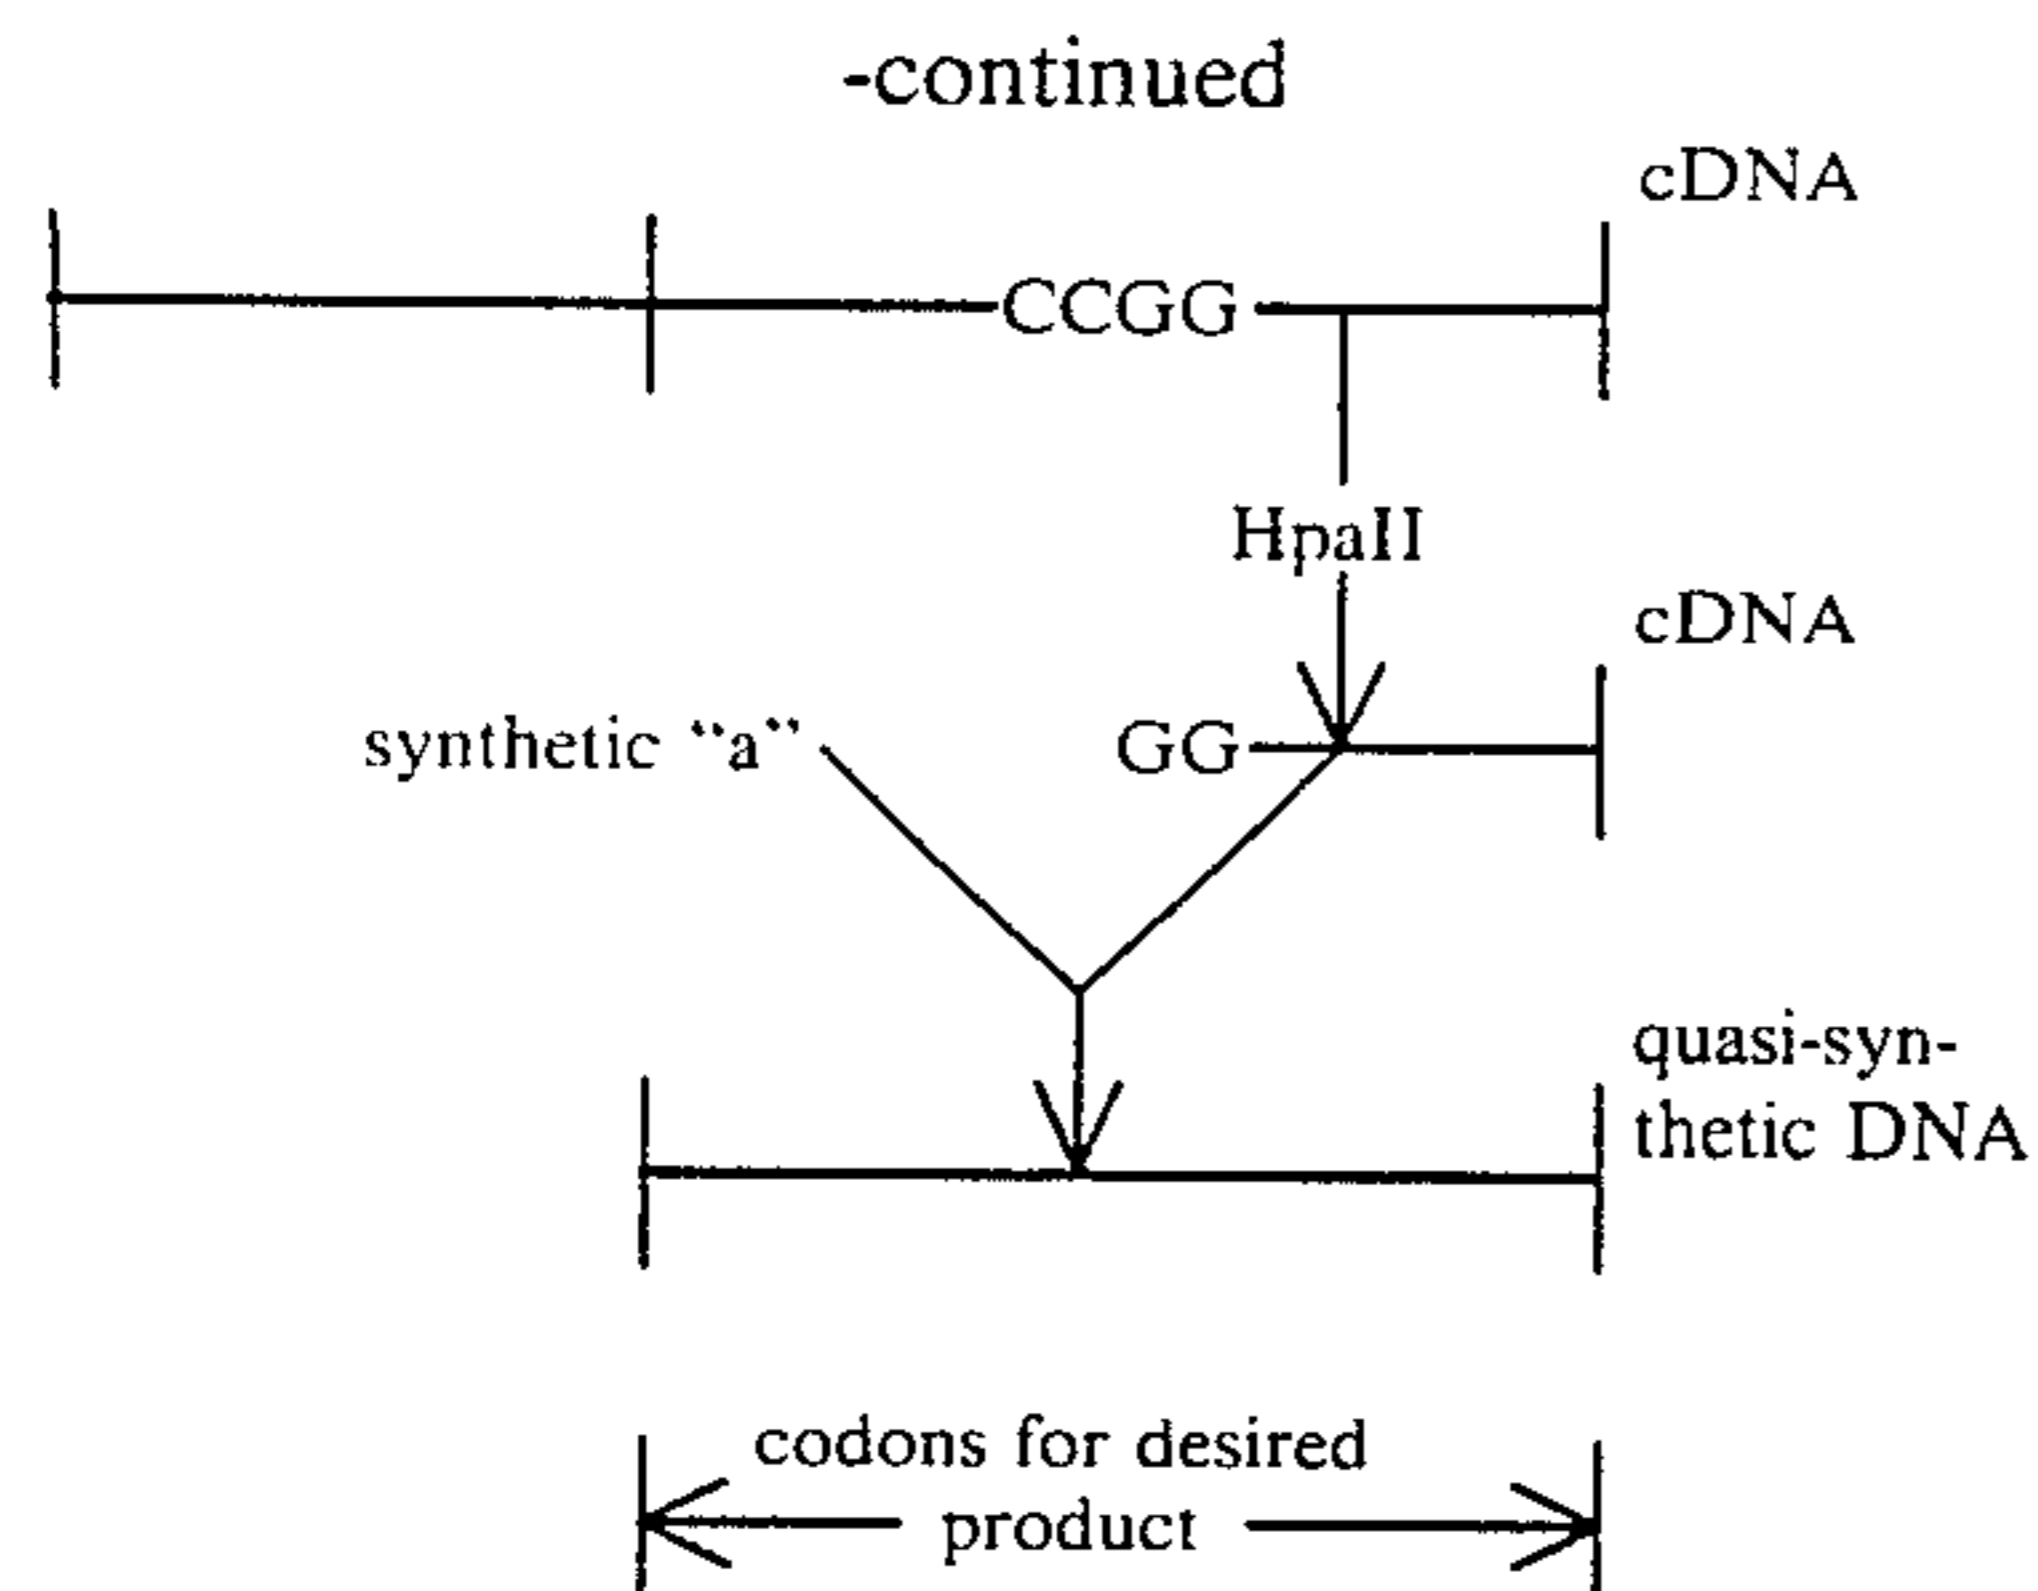 -continued
cDNA
CCGG
HpaII
cDNA
synthetic “a”
GG
quasi-syn-
thetic DNA
codons for desired
product